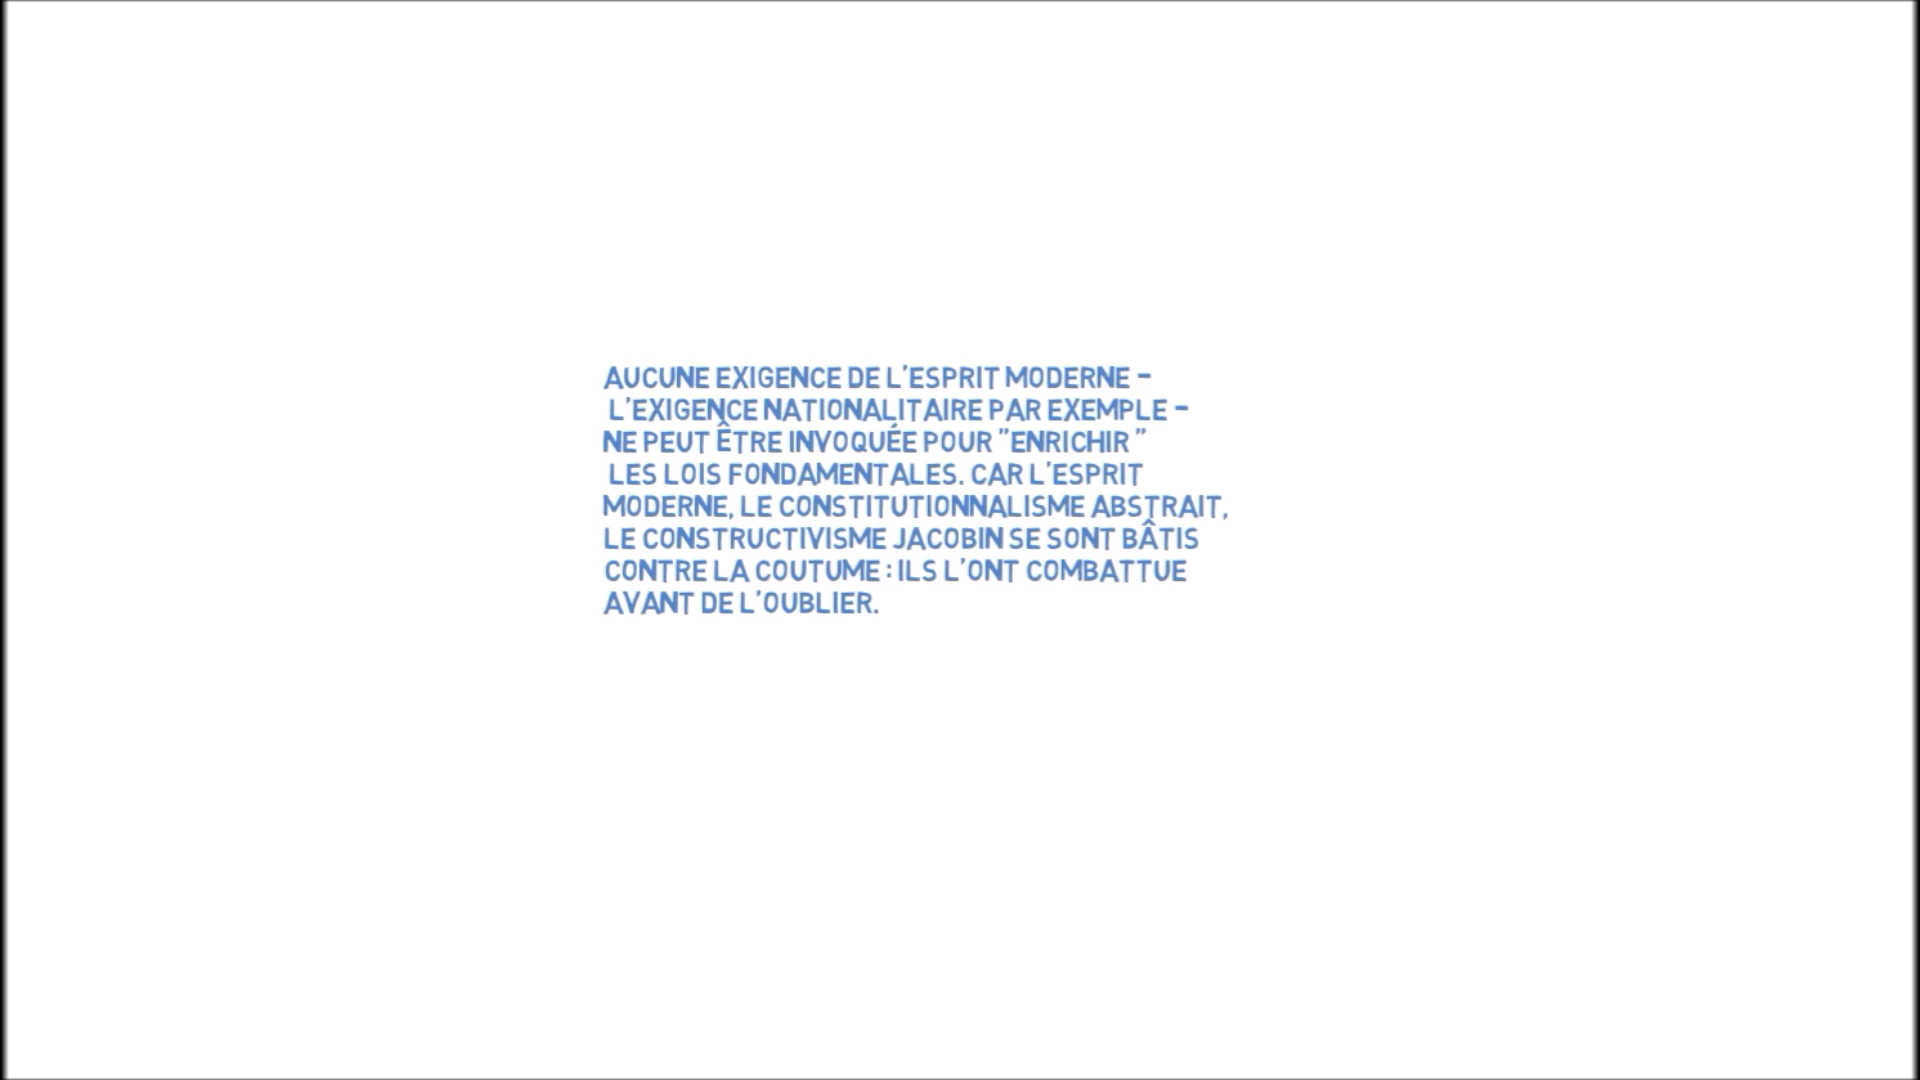 AUCUNE EXIGENCE DE L'ESPRIT MODERNE -
L'EXIGENCE NATIONALITAIRE PAR EXEMPLE -
NE PEUT ÊTRE INVOQUÉE POUR "ENRICHIR"
LES LOIS FONDAMENTALES. CAR L'ESPRIT
MODERNE, LE CONSTITUTIONNALISME ABSTRAIT,
LE CONSTRUCTIVISME JACOBIN SE SONT BÂTIS
CONTRE LA COUTUME : ILS L'ONT COMBATTUE
AVANT DE L'OUBLIER.